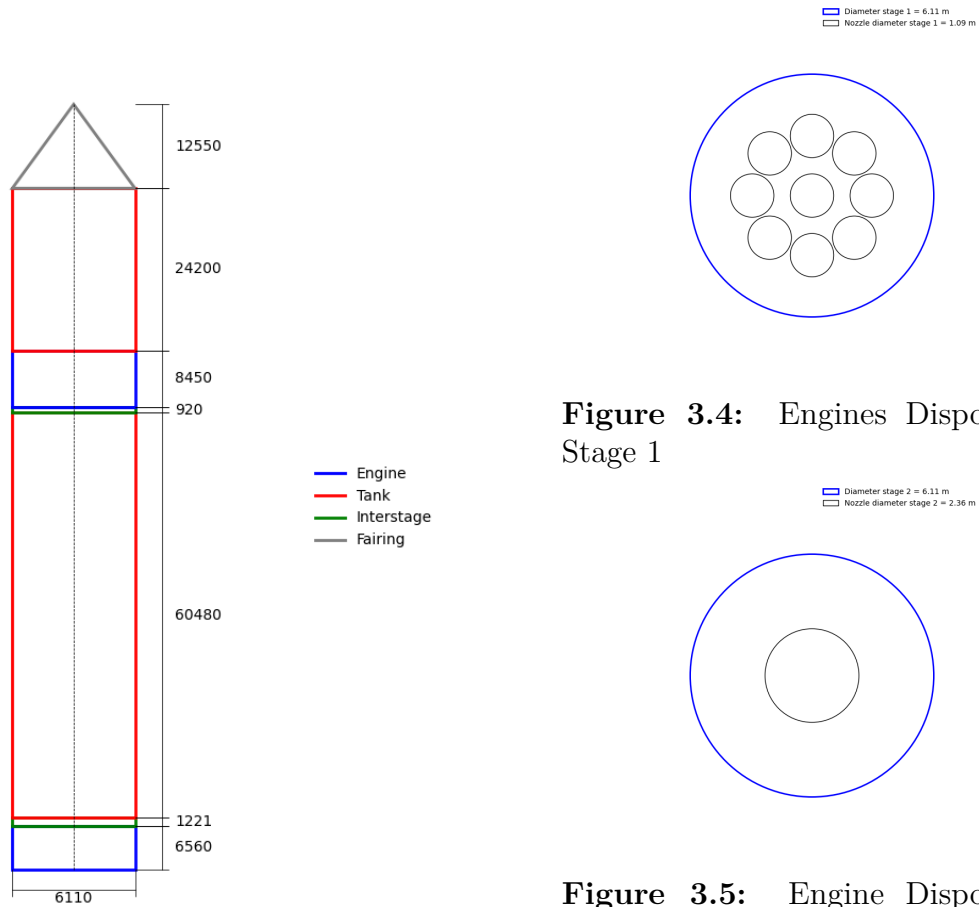 12550
24200
8450
920
60480
1221
6560
6110
Engine
Tank
Interstage
Fairing
Diameter stage 1 = 6.11 m
Nozzle diameter stage 1 = 1.09 m
Figure 3.4: Engines Dispo
Stage 1
Diameter stage 2 = 6.11 m
Nozzle diameter stage 2 = 2.36 m
Figure 3.5: Engine Dispo